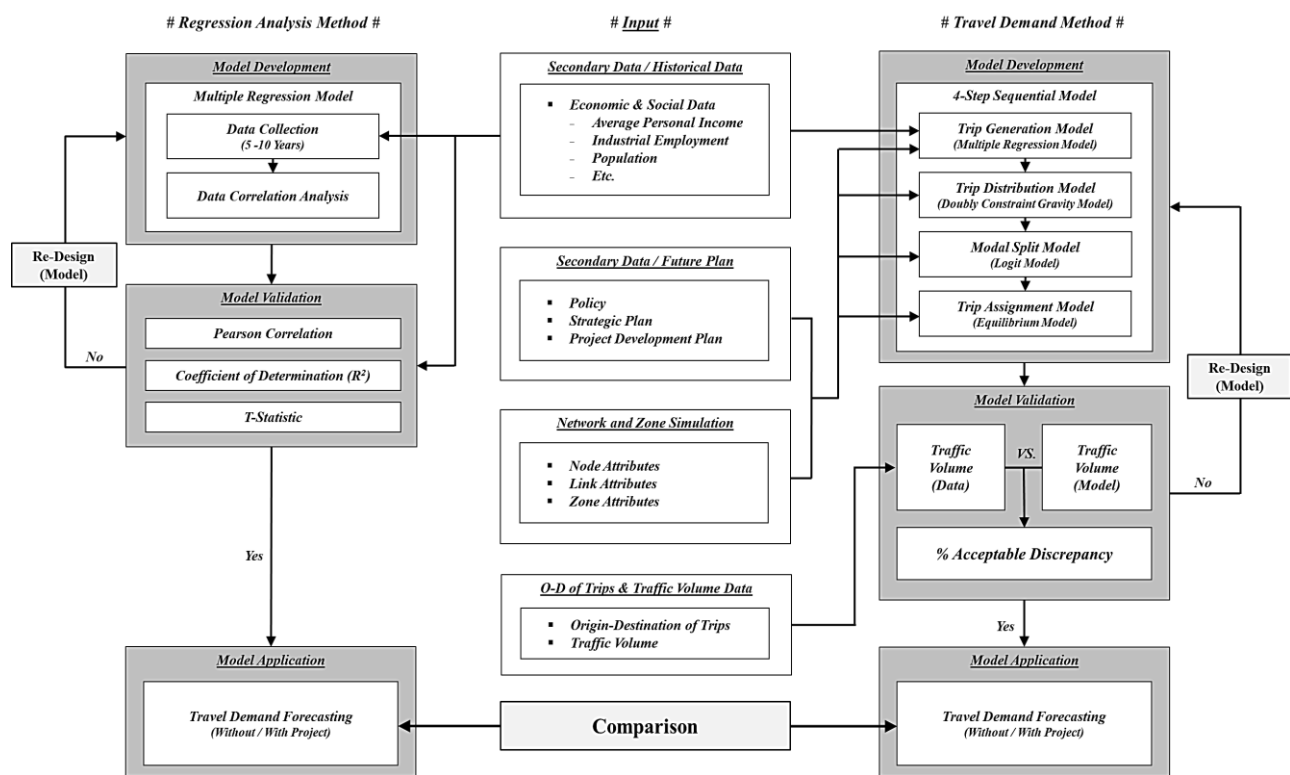 # Regression Analysis Method #
Model Development
Multiple Regression Model
Data Collection
(5 -10 Years)
Data Correlation Analysis
Re-Design
(Model)
Model Validation
Pearson Correlation
Coefficient of Determination (R²)
T-Statistic
No
Yes
Model Application
Travel Demand Forecasting
(Without / With Project)
# Input #
Secondary Data / Historical Data
▪ Economic & Social Data
– Average Personal Income
– Industrial Employment
– Population
– Etc.
Secondary Data / Future Plan
▪ Policy
▪ Strategic Plan
▪ Project Development Plan
Network and Zone Simulation
▪ Node Attributes
▪ Link Attributes
▪ Zone Attributes
O-D of Trips & Traffic Volume Data
▪ Origin-Destination of Trips
▪ Traffic Volume
Comparison
# Travel Demand Method #
Model Development
4-Step Sequential Model
Trip Generation Model
(Multiple Regression Model)
Trip Distribution Model
(Doubly Constraint Gravity Model)
Modal Split Model
(Logit Model)
Trip Assignment Model
(Equilibrium Model)
Re-Design
(Model)
Model Validation
Traffic
Volume
(Data)
VS.
Traffic
Volume
(Model)
No
% Acceptable Discrepancy
Yes
Model Application
Travel Demand Forecasting
(Without / With Project)